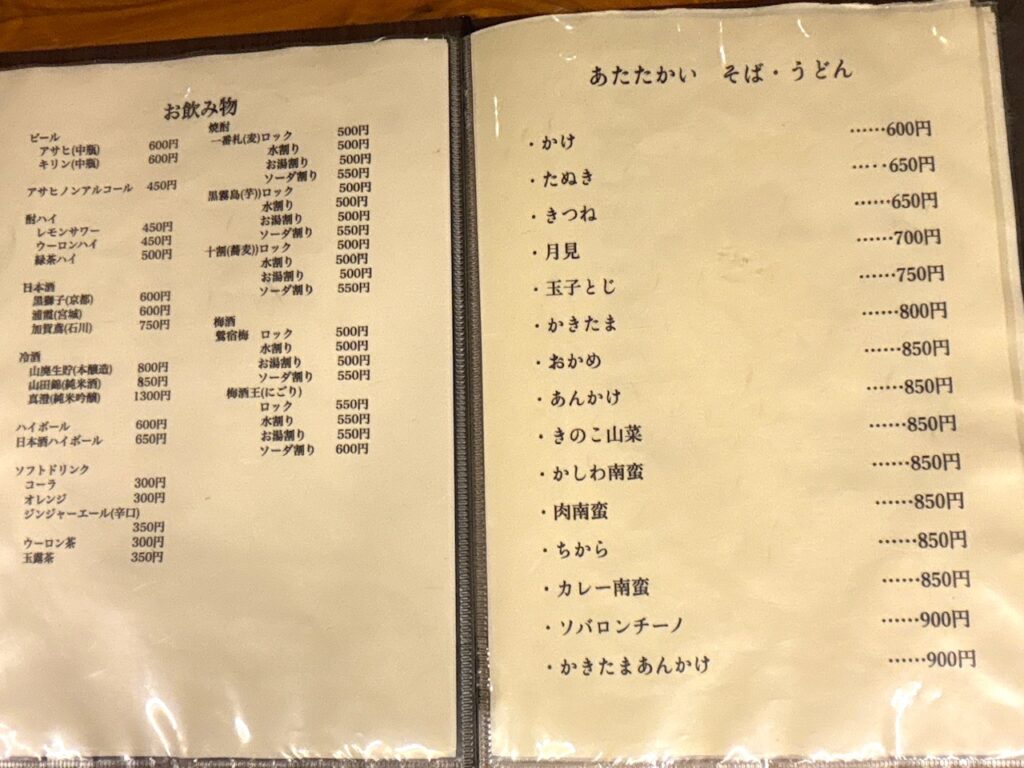 お飲み物
ビール
アサヒ(中瓶) 600円
キリン(中瓶) 600円
アサヒノンアルコール 450円
酎ハイ
レモンサワー 450円
ウーロンハイ 450円
緑茶ハイ 500円
日本酒
黒獅子(京都) 600円
浦霞(宮城) 600円
加賀鳶(石川) 750円
冷酒
山廃生貯(本醸造) 800円
山田錦(純米酒) 850円
真澄(純米吟醸) 1300円
ハイボール 600円
日本酒ハイボール 650円
ソフトドリンク
コーラ 300円
オレンジ 300円
ジンジャーエール(辛口)
350円
ウーロン茶 300円
玉露茶 350円
焼酎
一番札(麦)ロック 500円
水割り 500円
お湯割り 500円
ソーダ割り 550円
黒霧島(芋))ロック 500円
水割り 500円
お湯割り 500円
ソーダ割り 550円
十割(蕎麦))ロック 500円
水割り 500円
お湯割り 500円
ソーダ割り 550円
梅酒
鶯宿梅 ロック 500円
水割り 500円
お湯割り 500円
ソーダ割り 550円
梅酒王(にごり)
ロック 550円
水割り 550円
お湯割り 550円
ソーダ割り 600円
あたたかい そば・うどん
・かけ ……600円
・たぬき ……650円
・きつね ……650円
・月見 ……700円
・玉子とじ ……750円
・かきたま ……800円
・おかめ ……850円
・あんかけ ……850円
・きのこ山菜 ……850円
・かしわ南蛮 ……850円
・肉南蛮 ……850円
・ちから ……850円
・カレー南蛮 ……850円
・ソバロンチーノ ……900円
・かきたまあんかけ ……900円